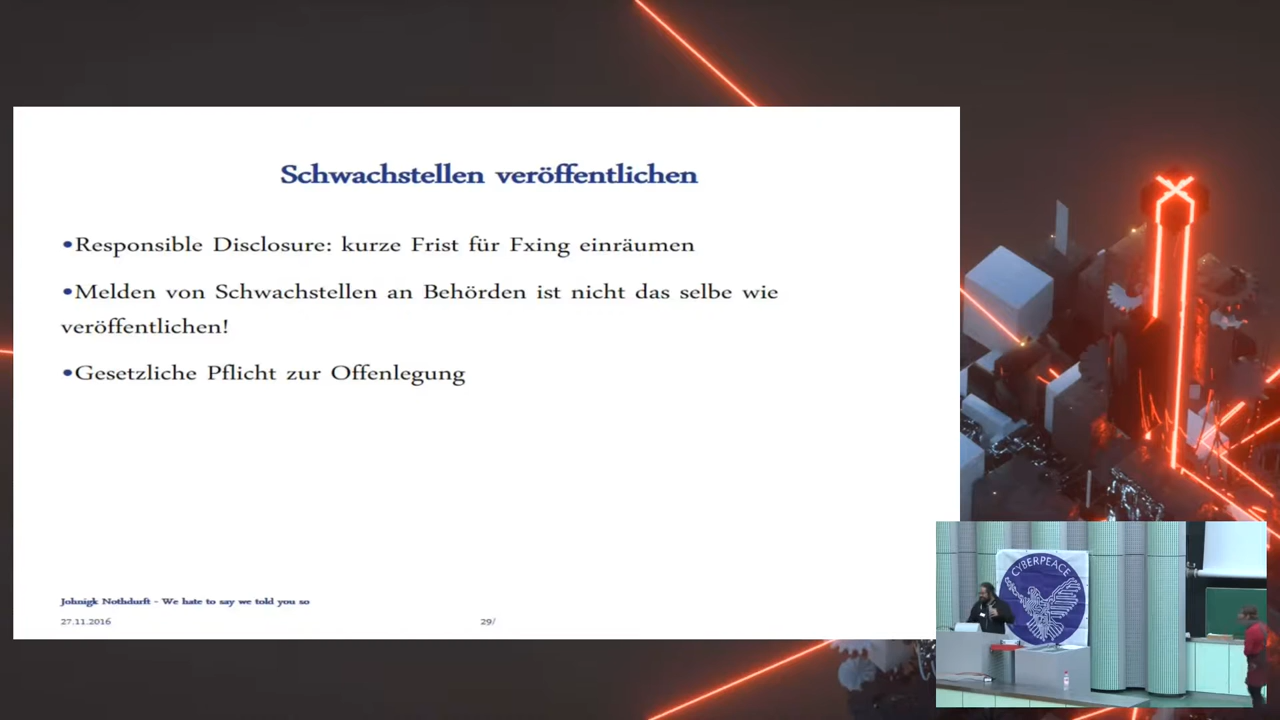 Schwachstellen veröffentlichen
•Responsible Disclosure: kurze Frist für Fxing einräumen
•Melden von Schwachstellen an Behörden ist nicht das selbe wie
veröffentlichen!
•Gesetzliche Pflicht zur Offenlegung
Johnigk Nothdurft - We hate to say we told you so
27.11.2016
29/
CYBERPEACE